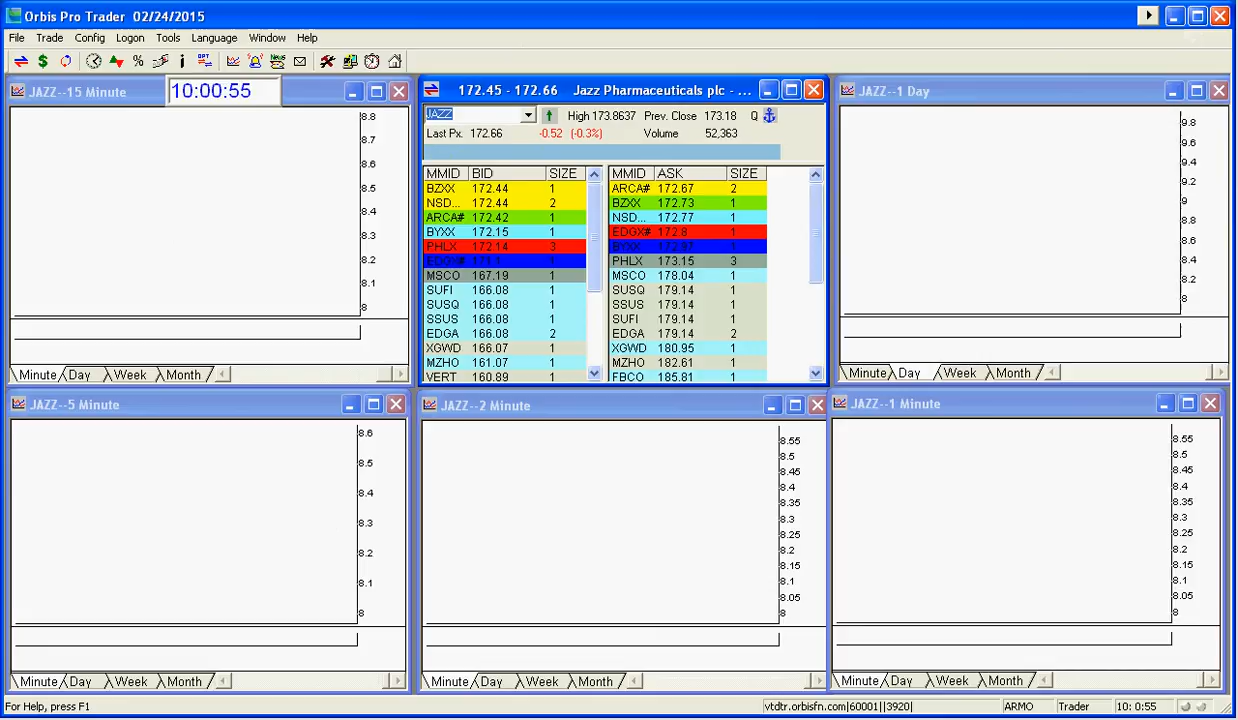 Orbis Pro Trader 02/24/2015
File Trade Config Logon Tools Language Window Help
JAZZ--15 Minute
10:00:55
8.8
8.7
8.6
8.5
8.4
8.3
8.2
8.1
8
Minute Day Week Month
172.45 - 172.66 Jazz Pharmaceuticals plc - ...
JAZZ High 173.8637 Prev. Close 173.18 Q
Last Px. 172.66 -0.52 (-0.3%) Volume 52,363
MMID BID SIZE
BZXX 172.44 1
NSD... 172.44 2
ARCA# 172.42 1
BYXX 172.15 1
PHLX 172.14 3
EDGX# 171.1 1
MSCO 167.19 1
SUFI 166.08 1
SUSQ 166.08 1
SSUS 166.08 1
EDGA 166.08 2
XGWD 166.07 1
MZHO 161.07 1
VERT 160.89 1
MMID ASK SIZE
ARCA# 172.67 2
BZXX 172.73 1
NSD... 172.77 1
EDGX# 172.8 1
BYXX 172.97 1
PHLX 173.15 3
MSCO 178.04 1
SUSQ 179.14 1
SSUS 179.14 1
SUFI 179.14 1
EDGA 179.14 2
XGWD 180.95 1
MZHO 182.61 1
FBCO 185.81 1
JAZZ--1 Day
9.8
9.6
9.4
9.2
9
8.8
8.6
8.4
8.2
8
Minute Day Week Month
JAZZ--5 Minute
8.6
8.5
8.4
8.3
8.2
8.1
8
Minute Day Week Month
JAZZ--2 Minute
8.55
8.5
8.45
8.4
8.35
8.3
8.25
8.2
8.15
8.1
8.05
8
Minute Day Week Month
JAZZ--1 Minute
8.55
8.5
8.45
8.4
8.35
8.3
8.25
8.2
8.15
8.1
8.05
8
Minute Day Week Month
For Help, press F1 vtdtr.orbisfn.com|60001||3920| ARMO Trader 10: 0:55